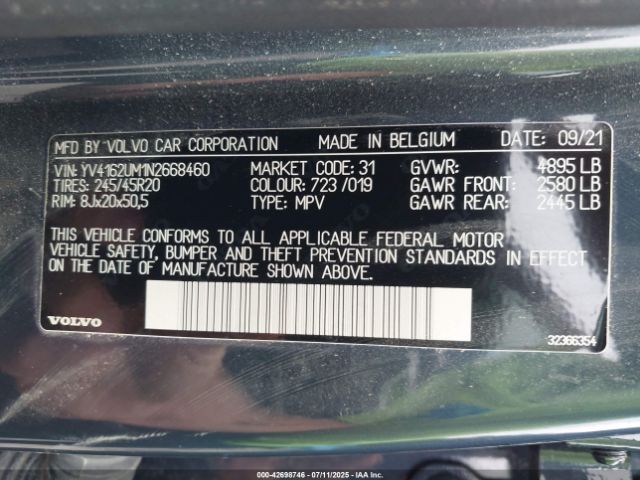 MFD BY VOLVO CAR CORPORATION MADE IN BELGIUM DATE: 09/21
VIN: YV4162UM1N2668460 MARKET CODE: 31 GVWR: 4895 LB
TIRES: 245/45R20 COLOUR: 723/019 GAWR FRONT: 2580 LB
RIM: 8Jx20x50,5 TYPE: MPV GAWR REAR: 2445 LB
THIS VEHICLE CONFORMS TO ALL APPLICABLE FEDERAL MOTOR
VEHICLE SAFETY, BUMPER AND THEFT PREVENTION STANDARDS IN EFFECT
ON THE DATE OF MANUFACTURE SHOWN ABOVE.
VOLVO
32366354
000-42698746 - 07/11/2025 - IAA Inc.